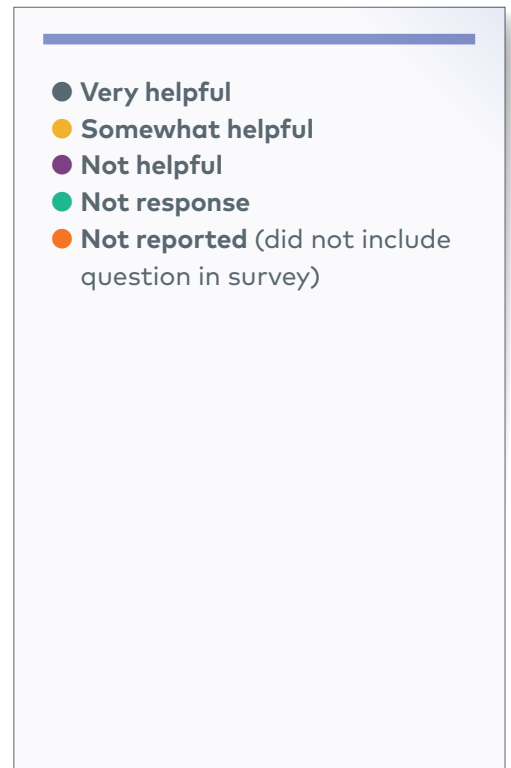 Very helpful
Somewhat helpful
Not helpful
Not response
Not reported (did not include
question in survey)